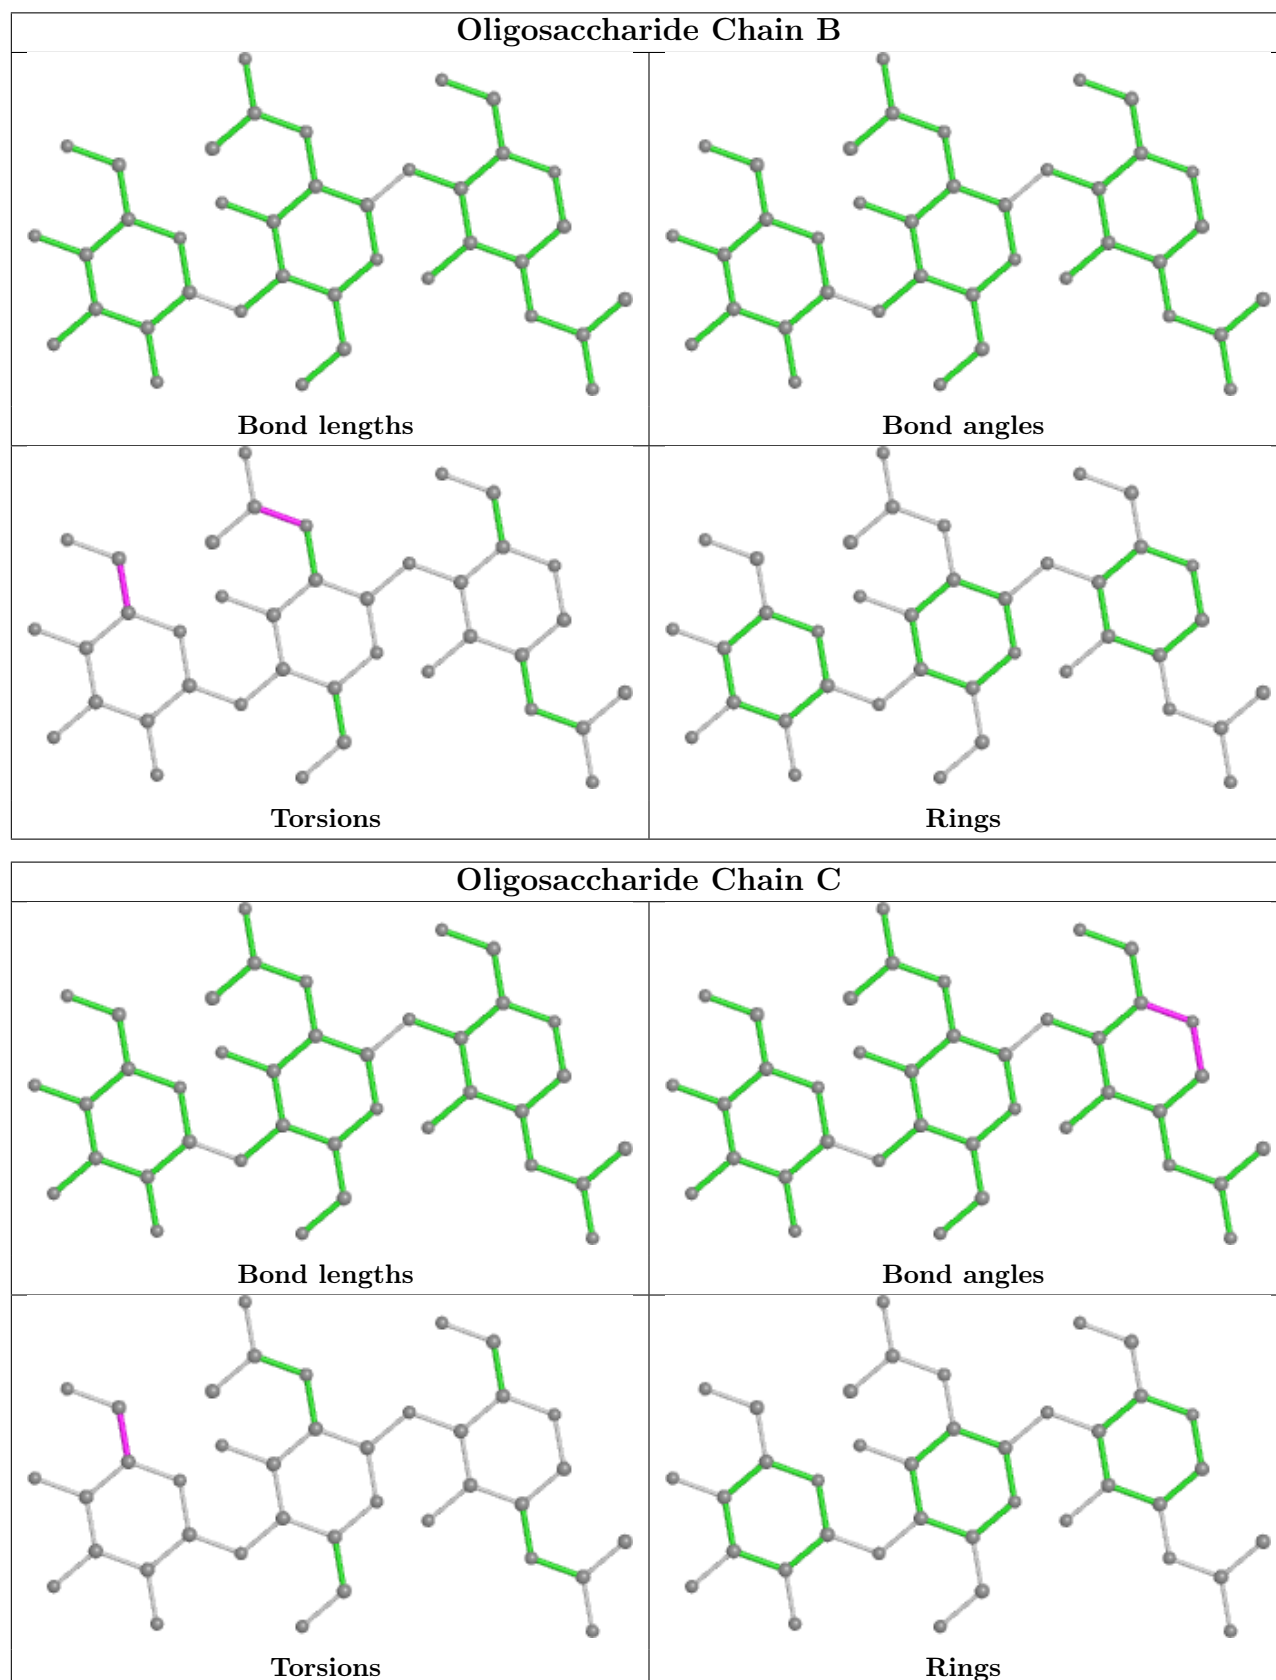 Oligosaccharide Chain B
Bond lengths
Bond angles
Torsions
Rings
Oligosaccharide Chain C
Bond lengths
Bond angles
Torsions
Rings